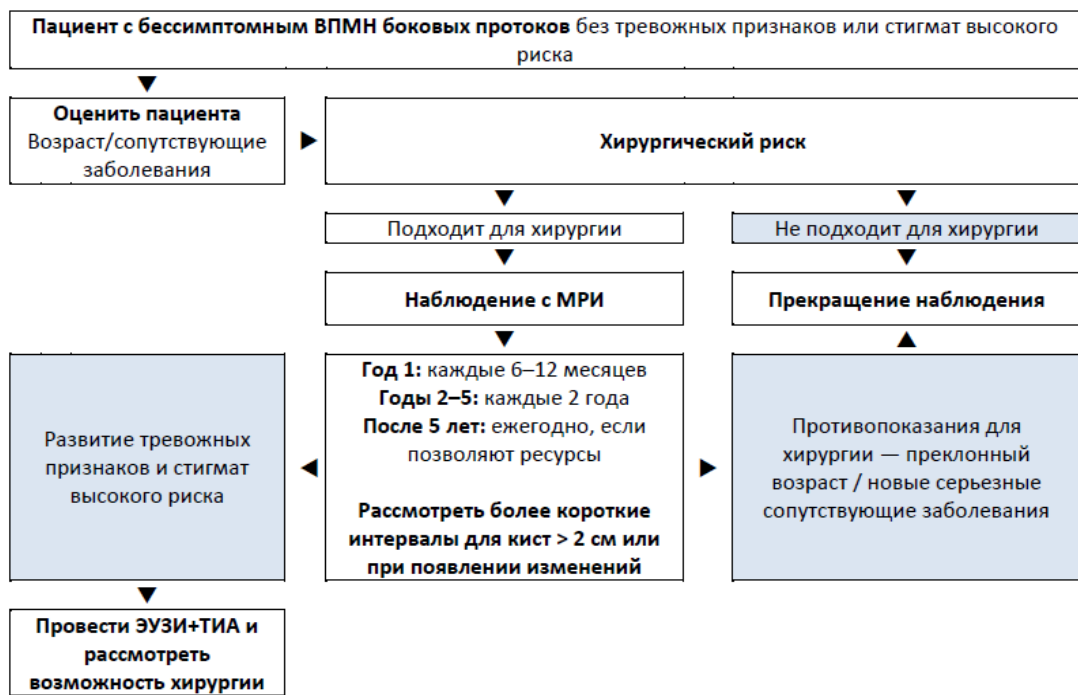 Пациент с бессимптомным ВПМН боковых протоков без тревожных признаков или стигмат высокого
риска
Оценить пациента
Возраст/сопутствующие
заболевания
Хирургический риск
Подходит для хирургии
Не подходит для хирургии
Наблюдение с МРИ
Прекращение наблюдения
Развитие тревожных
признаков и стигмат
высокого риска
Год 1: каждые 6–12 месяцев
Годы 2–5: каждые 2 года
После 5 лет: ежегодно, если
позволяют ресурсы
Рассмотреть более короткие
интервалы для кист > 2 см или
при появлении изменений
Противопоказания для
хирургии — преклонный
возраст / новые серьезные
сопутствующие заболевания
Провести ЭУЗИ+ТИА и
рассмотреть
возможность хирургии